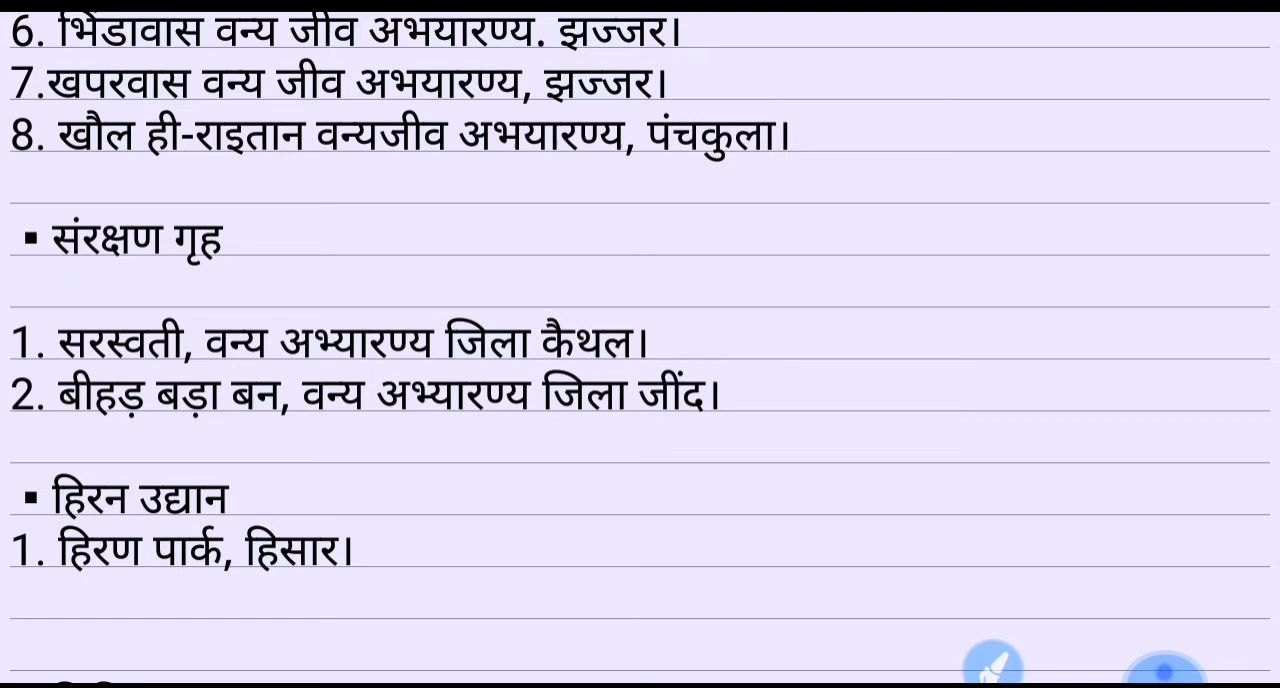 6. भिंडावास वन्य जीव अभयारण्य. झज्जर।
7.खपरवास वन्य जीव अभयारण्य, झज्जर।
8. खौल ही-राइतान वन्यजीव अभयारण्य, पंचकुला।
▪ संरक्षण गृह
1. सरस्वती, वन्य अभ्यारण्य जिला कैथल।
2. बीहड़ बड़ा बन, वन्य अभ्यारण्य जिला जींद।
▪ हिरन उद्यान
1. हिरण पार्क, हिसार।